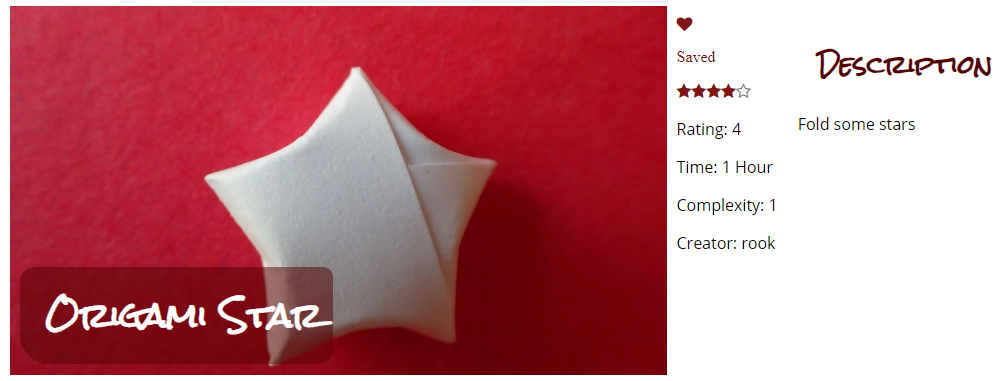 Origami Star
Saved
Rating: 4
Time: 1 Hour
Complexity: 1
Creator: rook
Description
Fold some stars